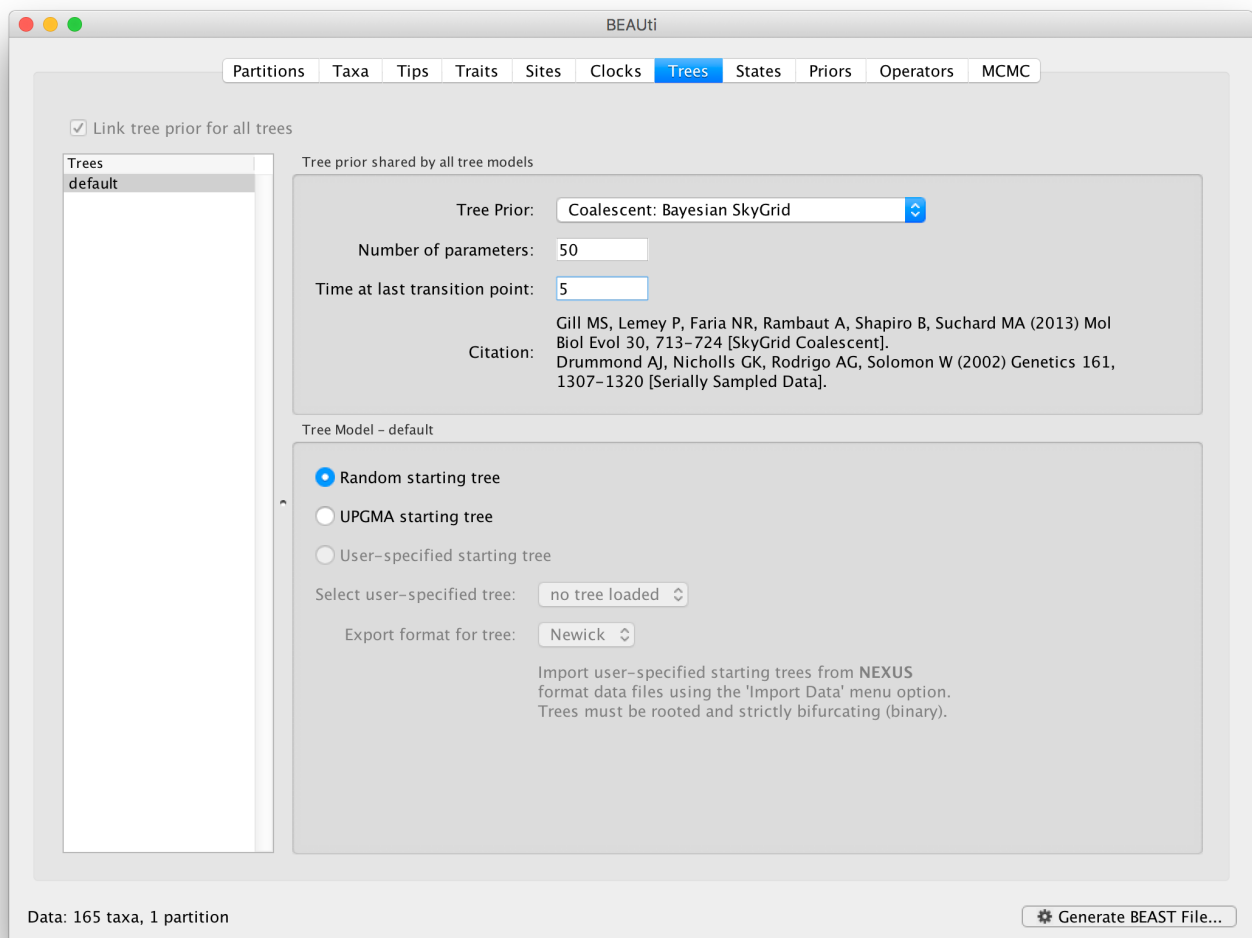 BEAUti
Partitions Taxa Tips Traits Sites Clocks Trees States Priors Operators MCMC
Link tree prior for all trees
Trees
default
Tree prior shared by all tree models
Tree Prior: Coalescent: Bayesian SkyGrid
Number of parameters: 50
Time at last transition point: 5
Citation: Gill MS, Lemey P, Faria NR, Rambaut A, Shapiro B, Suchard MA (2013) Mol
Biol Evol 30, 713-724 [SkyGrid Coalescent].
Drummond AJ, Nicholls GK, Rodrigo AG, Solomon W (2002) Genetics 161,
1307-1320 [Serially Sampled Data].
Tree Model - default
Random starting tree
UPGMA starting tree
User-specified starting tree
Select user-specified tree: no tree loaded
Export format for tree: Newick
Import user-specified starting trees from NEXUS
format data files using the 'Import Data' menu option.
Trees must be rooted and strictly bifurcating (binary).
Data: 165 taxa, 1 partition
Generate BEAST File...